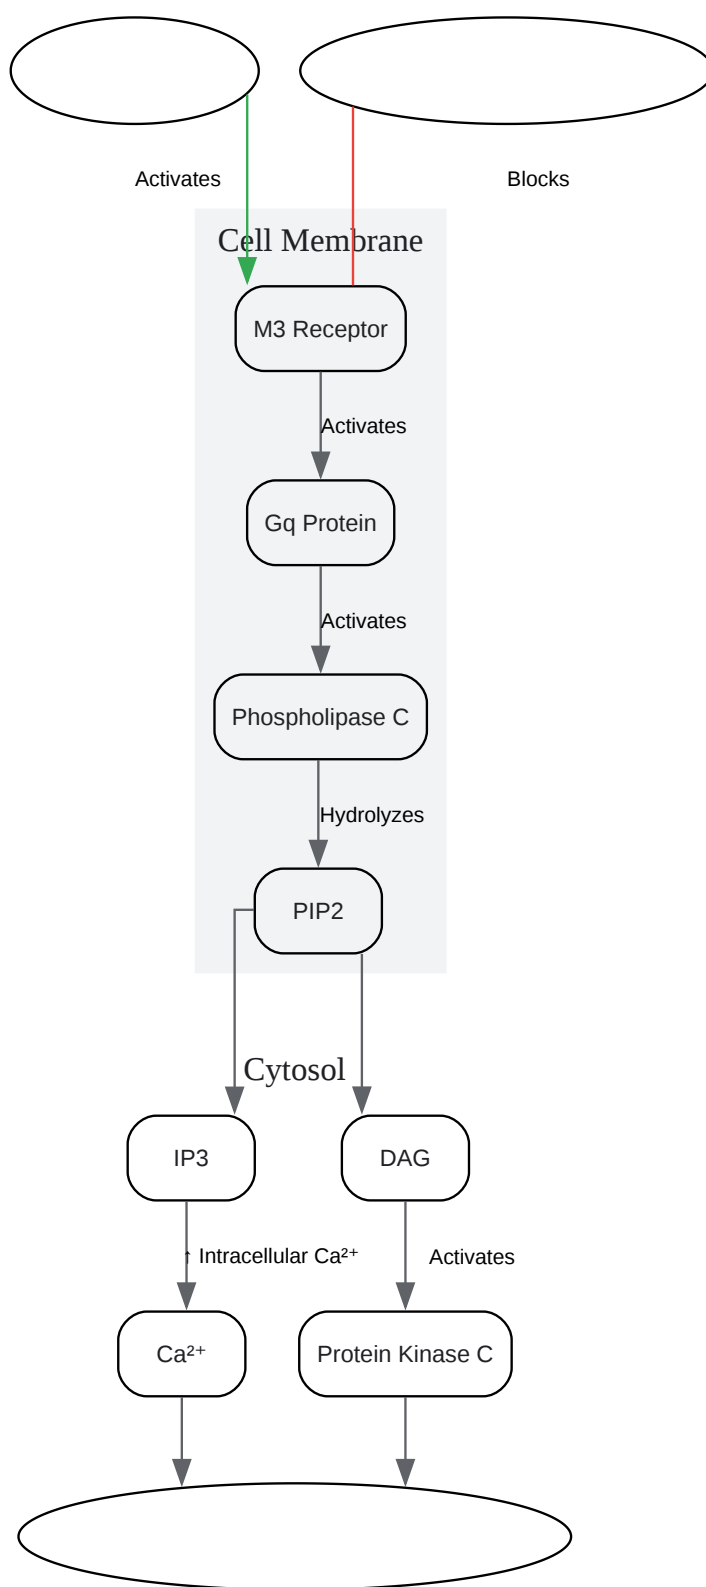 Activates
Blocks
Cell Membrane
M3 Receptor
Activates
Gq Protein
Activates
Phospholipase C
Hydrolyzes
PIP2
Cytosol
IP3
DAG
↑ Intracellular Ca²⁺
Activates
Ca²⁺
Protein Kinase C